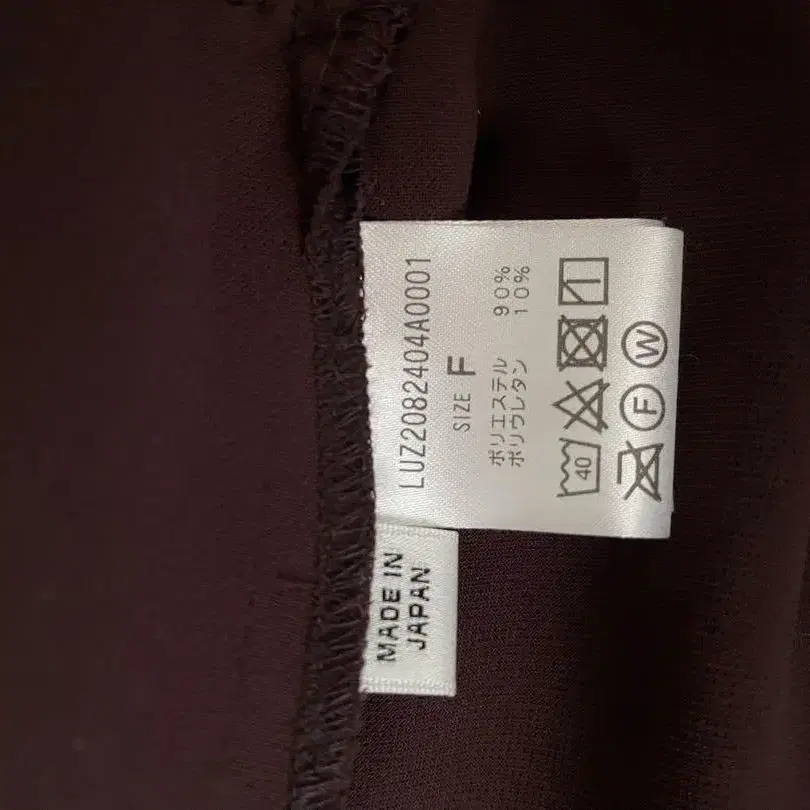 LUZ2082404A0001
SIZE F
ポリエステル 90%
ポリウレタン 10%
40
F W
MADE IN
JAPAN